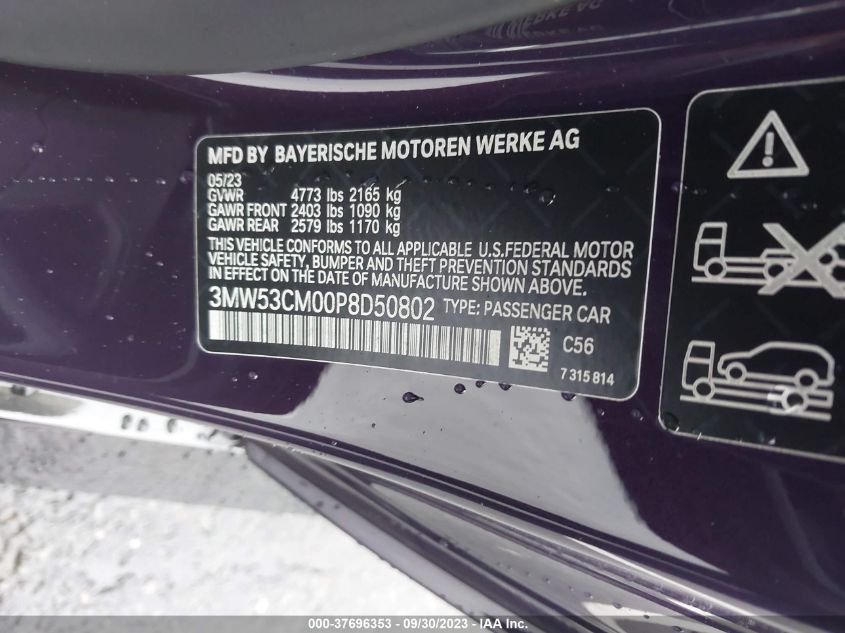 MFD BY BAYERISCHE MOTOREN WERKE AG
05/23
GVWR 4773 lbs 2165 kg
GAWR FRONT 2403 lbs 1090 kg
GAWR REAR 2579 lbs 1170 kg
THIS VEHICLE CONFORMS TO ALL APPLICABLE U.S.FEDERAL MOTOR
VEHICLE SAFETY, BUMPER AND THEFT PREVENTION STANDARDS
IN EFFECT ON THE DATE OF MANUFACTURE SHOWN ABOVE.
3MW53CM00P8D50802 TYPE: PASSENGER CAR
C56
7 315 814
000-37696353 - 09/30/2023 - www.iaai.com